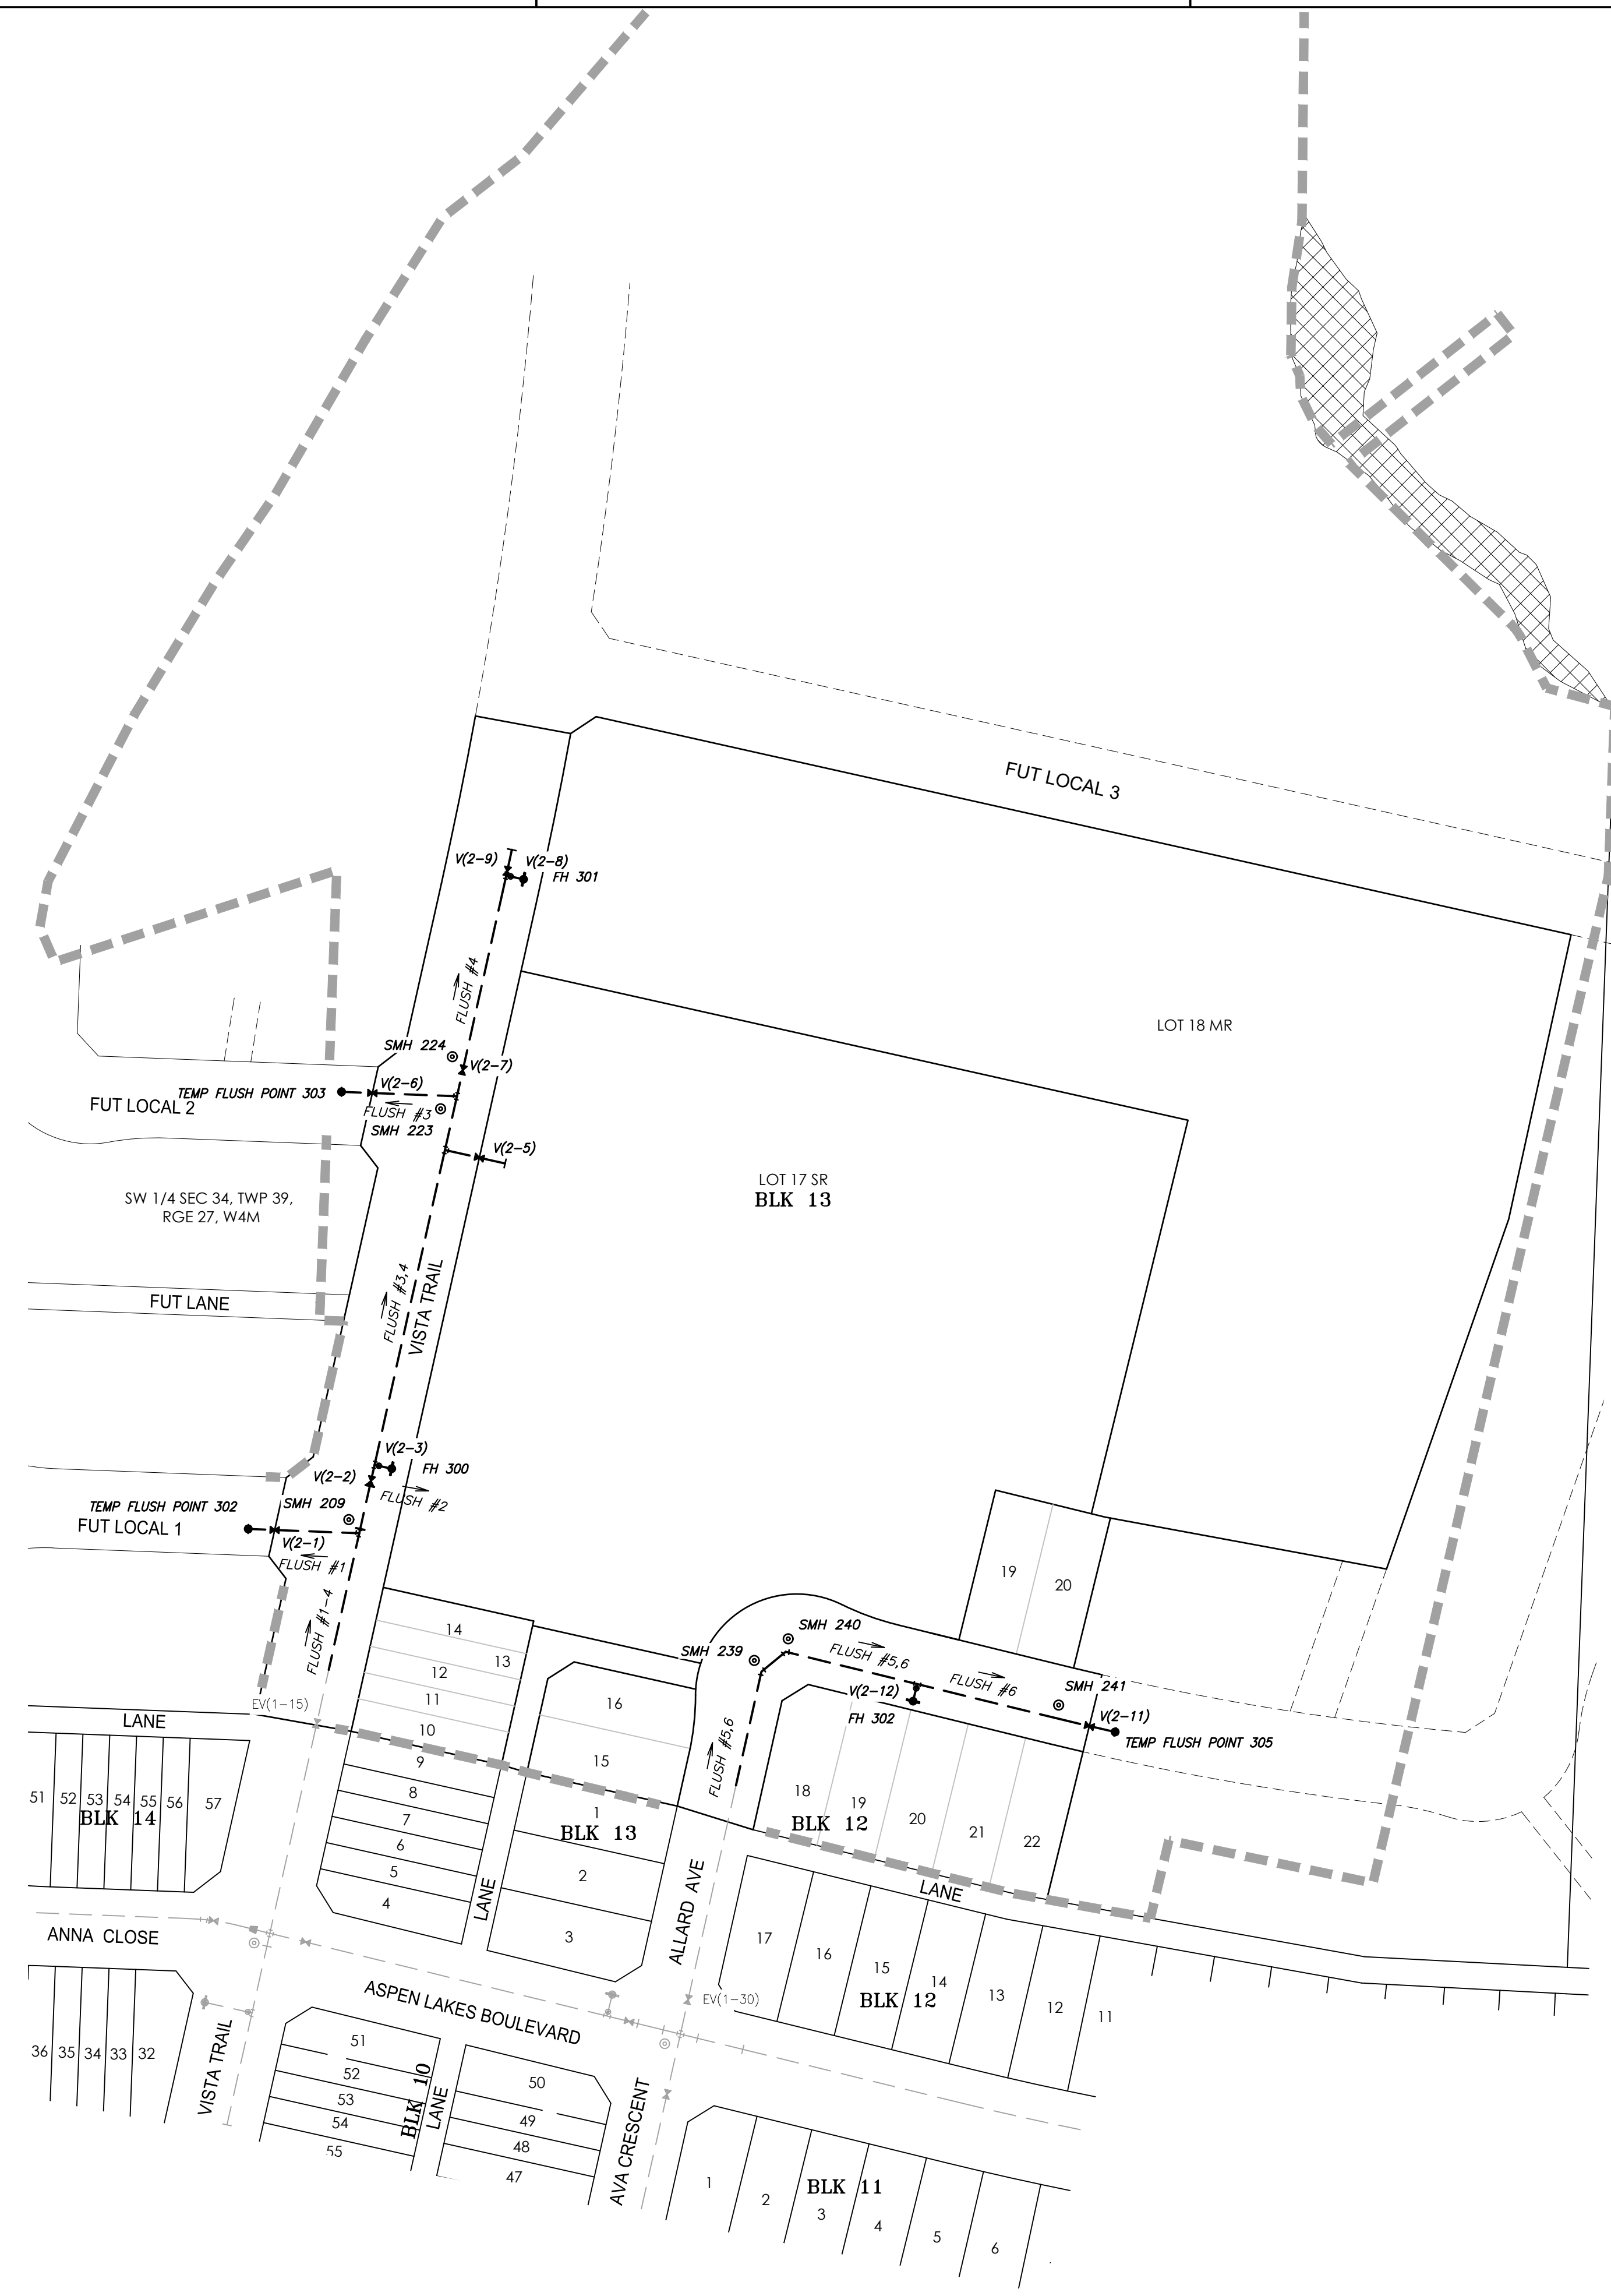 FUT LOCAL 3
V(2-9)
V(2-8)
FH 301
FLUSH #4
LOT 18 MR
SMH 224
V(2-7)
V(2-6)
TEMP FLUSH POINT 303
FUT LOCAL 2
FLUSH #3
SMH 223
V(2-5)
LOT 17 SR
BLK 13
SW 1/4 SEC 34, TWP 39,
RGE 27, W4M
FLUSH #3,4
VISTA TRAIL
FUT LANE
V(2-3)
FH 300
V(2-2)
FLUSH #2
TEMP FLUSH POINT 302
SMH 209
FUT LOCAL 1
V(2-1)
FLUSH #1
FLUSH #1-4
19
20
14
13
12
11
10
9
8
7
6
5
4
16
15
1
BLK 13
2
3
SMH 240
SMH 239
FLUSH #5,6
FLUSH #6
SMH 241
V(2-12)
FH 302
V(2-11)
TEMP FLUSH POINT 305
FLUSH #5,6
EV(1-15)
LANE
51
52
53
54
55
56
57
BLK 14
18
19
20
21
22
BLK 12
LANE
LANE
ALLARD AVE
17
16
15
14
13
12
11
BLK 12
ANNA CLOSE
ASPEN LAKES BOULEVARD
EV(1-30)
36
35
34
33
32
VISTA TRAIL
51
52
53
54
55
BLK 10
LANE
50
49
48
47
AVA CRESCENT
1
2
3
4
5
6
BLK 11